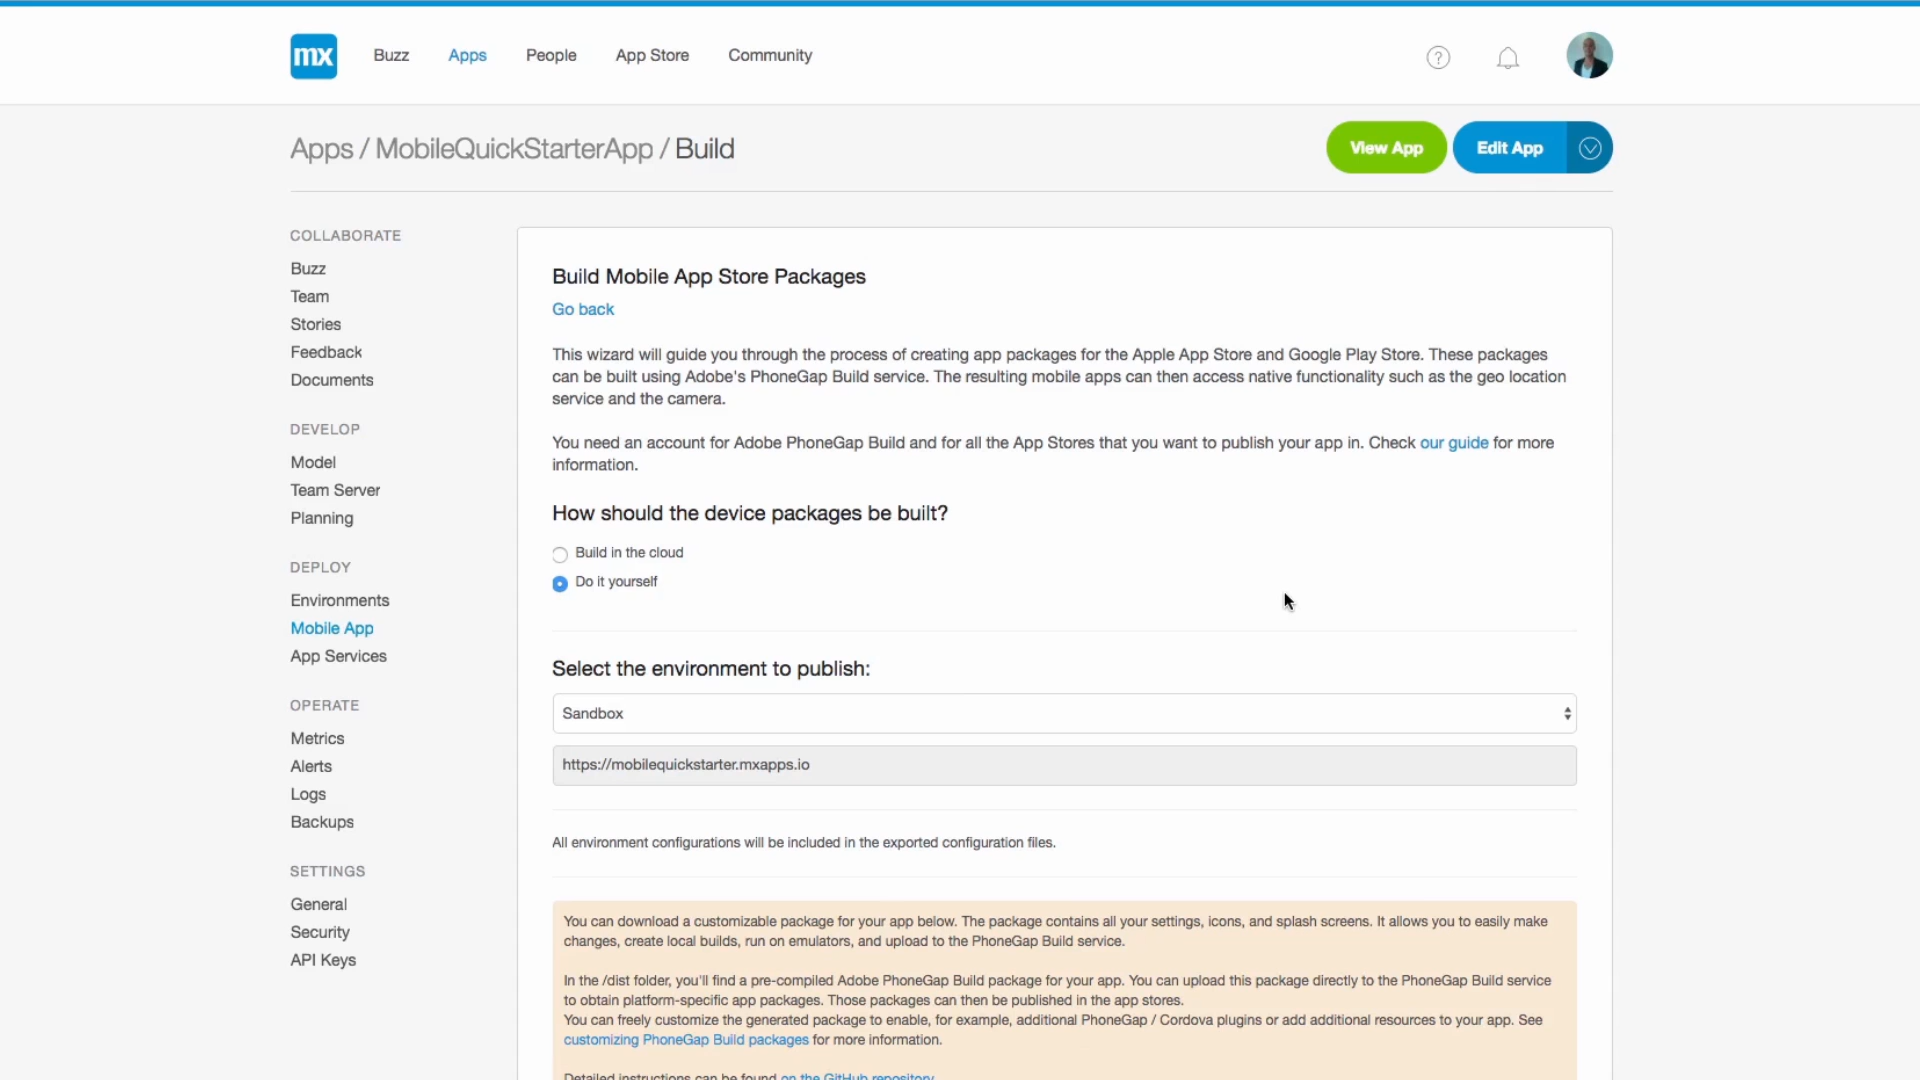 mx
Buzz
Apps
People
App Store
Community
?
Apps / MobileQuickStarterApp / Build
View App
Edit App
COLLABORATE
Buzz
Team
Stories
Feedback
Documents
DEVELOP
Model
Team Server
Planning
DEPLOY
Environments
Mobile App
App Services
OPERATE
Metrics
Alerts
Logs
Backups
SETTINGS
General
Security
API Keys
Build Mobile App Store Packages
Go back
This wizard will guide you through the process of creating app packages for the Apple App Store and Google Play Store. These packages
can be built using Adobe's PhoneGap Build service. The resulting mobile apps can then access native functionality such as the geo location
service and the camera.
You need an account for Adobe PhoneGap Build and for all the App Stores that you want to publish your app in. Check our guide for more
information.
How should the device packages be built?
Build in the cloud
Do it yourself
Select the environment to publish:
Sandbox
https://mobilequickstarter.mxapps.io
All environment configurations will be included in the exported configuration files.
You can download a customizable package for your app below. The package contains all your settings, icons, and splash screens. It allows you to easily make
changes, create local builds, run on emulators, and upload to the PhoneGap Build service.
In the /dist folder, you'll find a pre-compiled Adobe PhoneGap Build package for your app. You can upload this package directly to the PhoneGap Build service
to obtain platform-specific app packages. Those packages can then be published in the app stores.
You can freely customize the generated package to enable, for example, additional PhoneGap / Cordova plugins or add additional resources to your app. See
customizing PhoneGap Build packages for more information.
Detailed instructions can be found on the GitHub repository